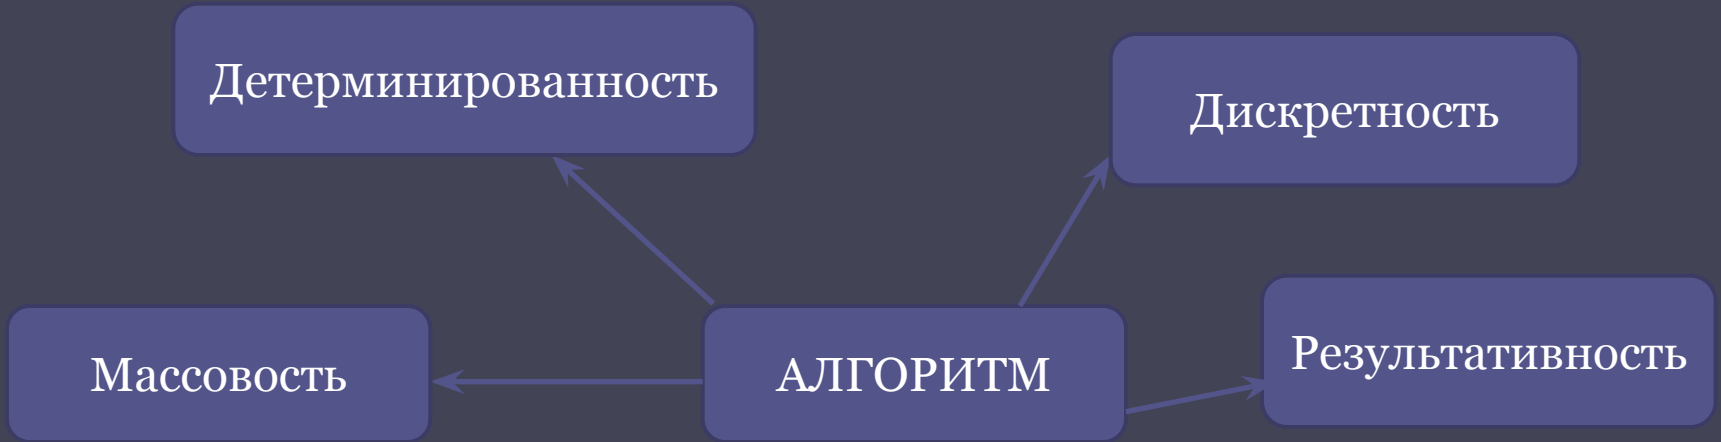 Детерминированность
Дискретность
Массовость
АЛГОРИТМ
Результативность